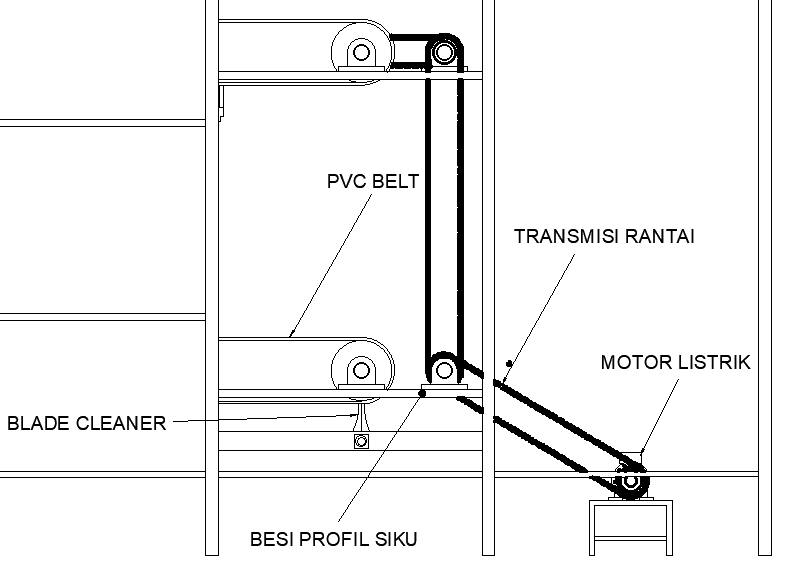 PVC BELT
TRANSMISI RANTAI
MOTOR LISTRIK
BLADE CLEANER
BESI PROFIL SIKU